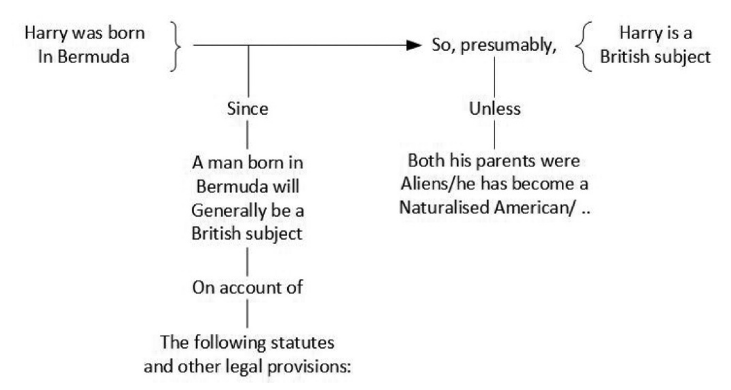 Harry was born
In Bermuda
So, presumably,
Harry is a
British subject
Since
Unless
A man born in
Bermuda will
Generally be a
British subject
Both his parents were
Aliens/he has become a
Naturalised American/ ..
On account of
The following statutes
and other legal provisions: